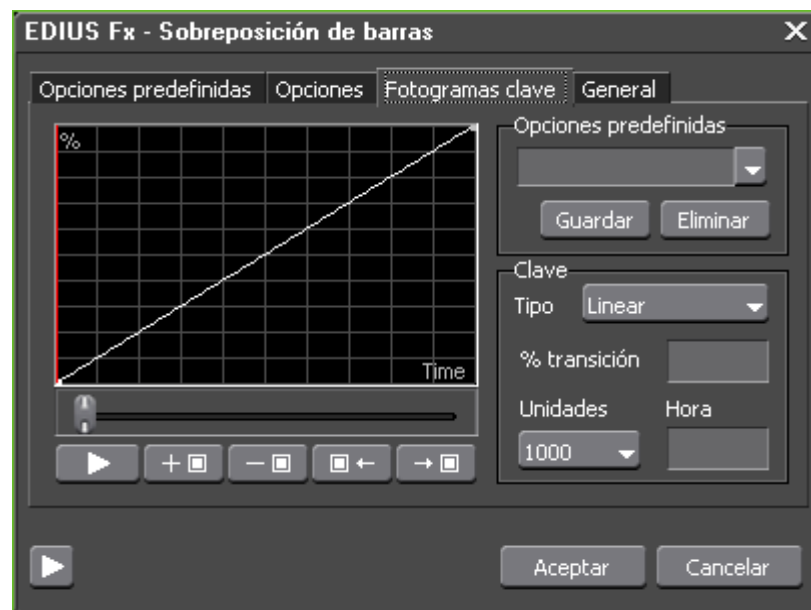 EDIUS Fx - Sobreposición de barras
Opciones predefinidas
Opciones
Fotogramas clave
General
%
Time
Opciones predefinidas
Guardar
Eliminar
Clave
Tipo
Linear
% transición
Unidades
Hora
1000
Aceptar
Cancelar